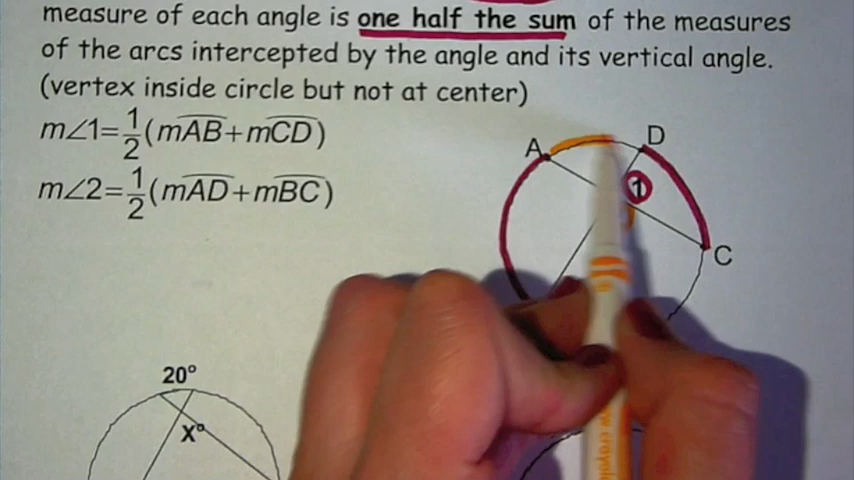 measure of each angle is one half the sum of the measures
of the arcs intercepted by the angle and its vertical angle.
(vertex inside circle but not at center)
m∠1=1/2(mAB+mCD)
m∠2=1/2(mAD+mBC)
A
D
1
C
20°
X°